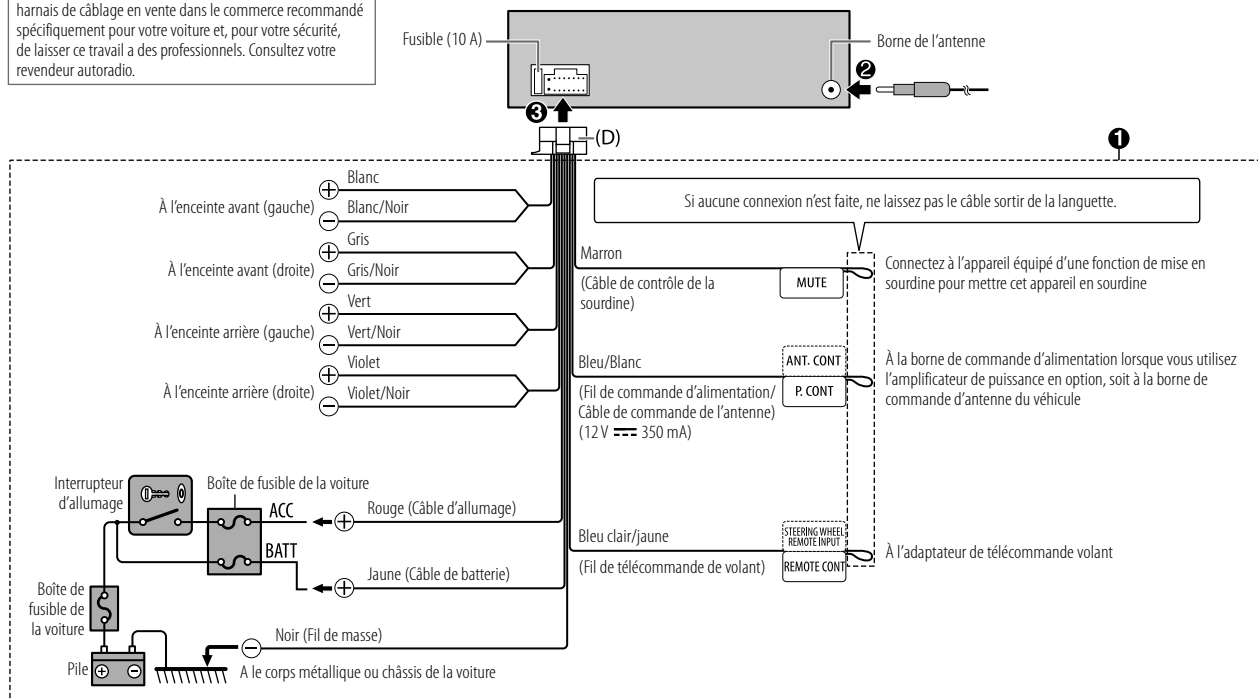 harnais de câblage en vente dans le commerce recommandé
spécifiquement pour votre voiture et, pour votre sécurité,
de laisser ce travail a des professionnels. Consultez votre
revendeur autoradio.
Fusible (10 A)
Borne de l'antenne
2
3
(D)
1
Blanc
À l'enceinte avant (gauche)
Blanc/Noir
Gris
À l'enceinte avant (droite)
Gris/Noir
Vert
À l'enceinte arrière (gauche)
Vert/Noir
Violet
À l'enceinte arrière (droite)
Violet/Noir
Si aucune connexion n'est faite, ne laissez pas le câble sortir de la languette.
Marron
(Câble de contrôle de la
sourdine)
MUTE
Connectez à l'appareil équipé d'une fonction de mise en
sourdine pour mettre cet appareil en sourdine
Bleu/Blanc
(Fil de commande d'alimentation/
Câble de commande de l'antenne)
(12 V 350 mA)
ANT. CONT
P. CONT
À la borne de commande d'alimentation lorsque vous utilisez
l'amplificateur de puissance en option, soit à la borne de
commande d'antenne du véhicule
Interrupteur
d'allumage
Boîte de fusible de la voiture
ACC
Rouge (Câble d'allumage)
BATT
Jaune (Câble de batterie)
Bleu clair/jaune
(Fil de télécommande de volant)
STEERING WHEEL
REMOTE INPUT
REMOTE CONT
À l'adaptateur de télécommande volant
Boîte de
fusible de
la voiture
Noir (Fil de masse)
Pile
A le corps métallique ou châssis de la voiture